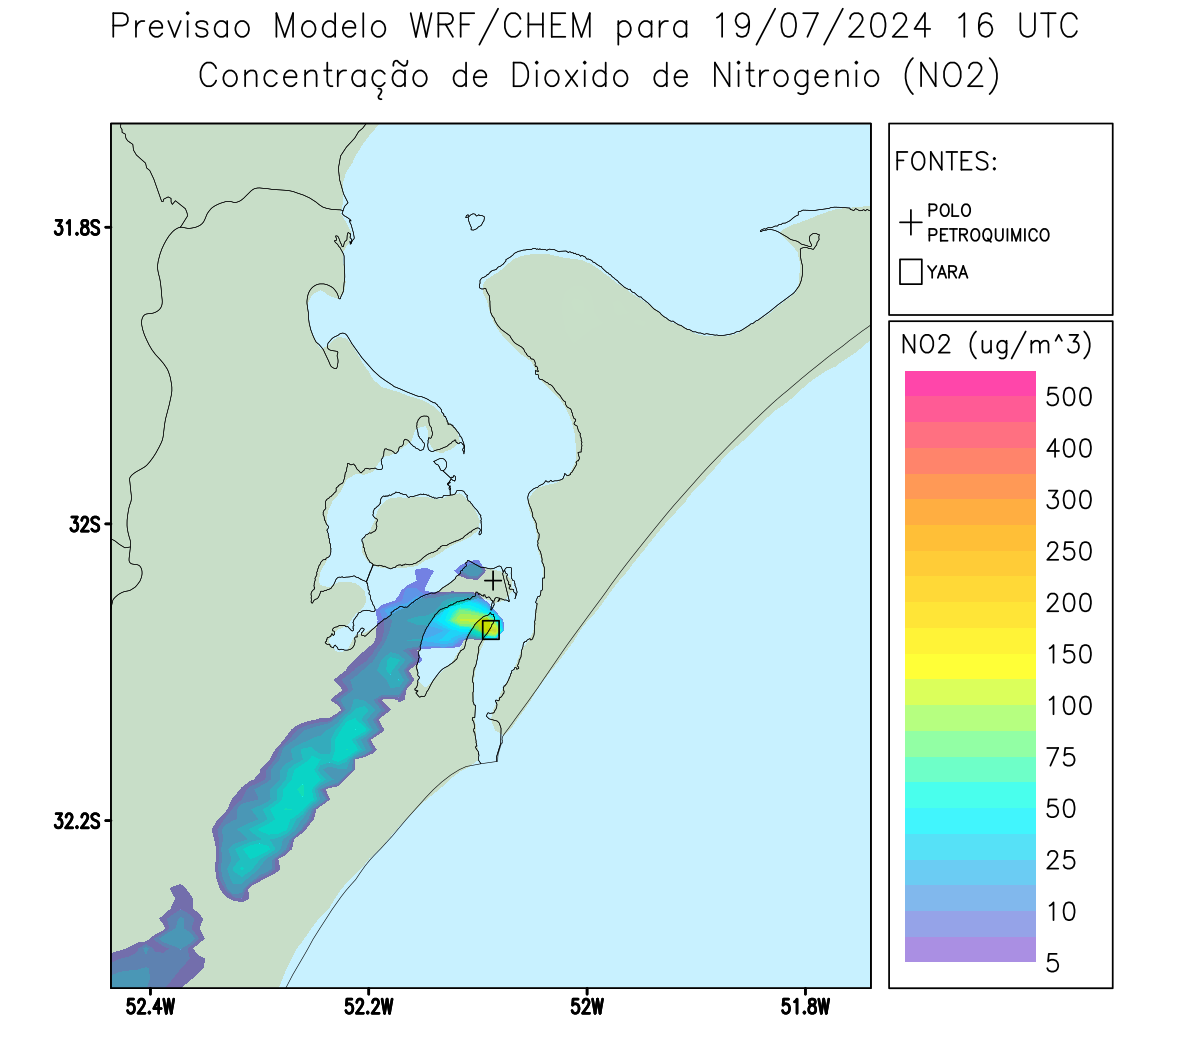 Previsao Modelo WRF/CHEM para 19/07/2024 16 UTC
Concentração de Dioxido de Nitrogenio (NO2)
FONTES:
POLO
PETROQUIMICO
YARA
NO2 (ug/m^3)
500
400
300
250
200
150
100
75
50
25
10
5
31.8S
32S
32.2S
52.4W
52.2W
52W
51.8W